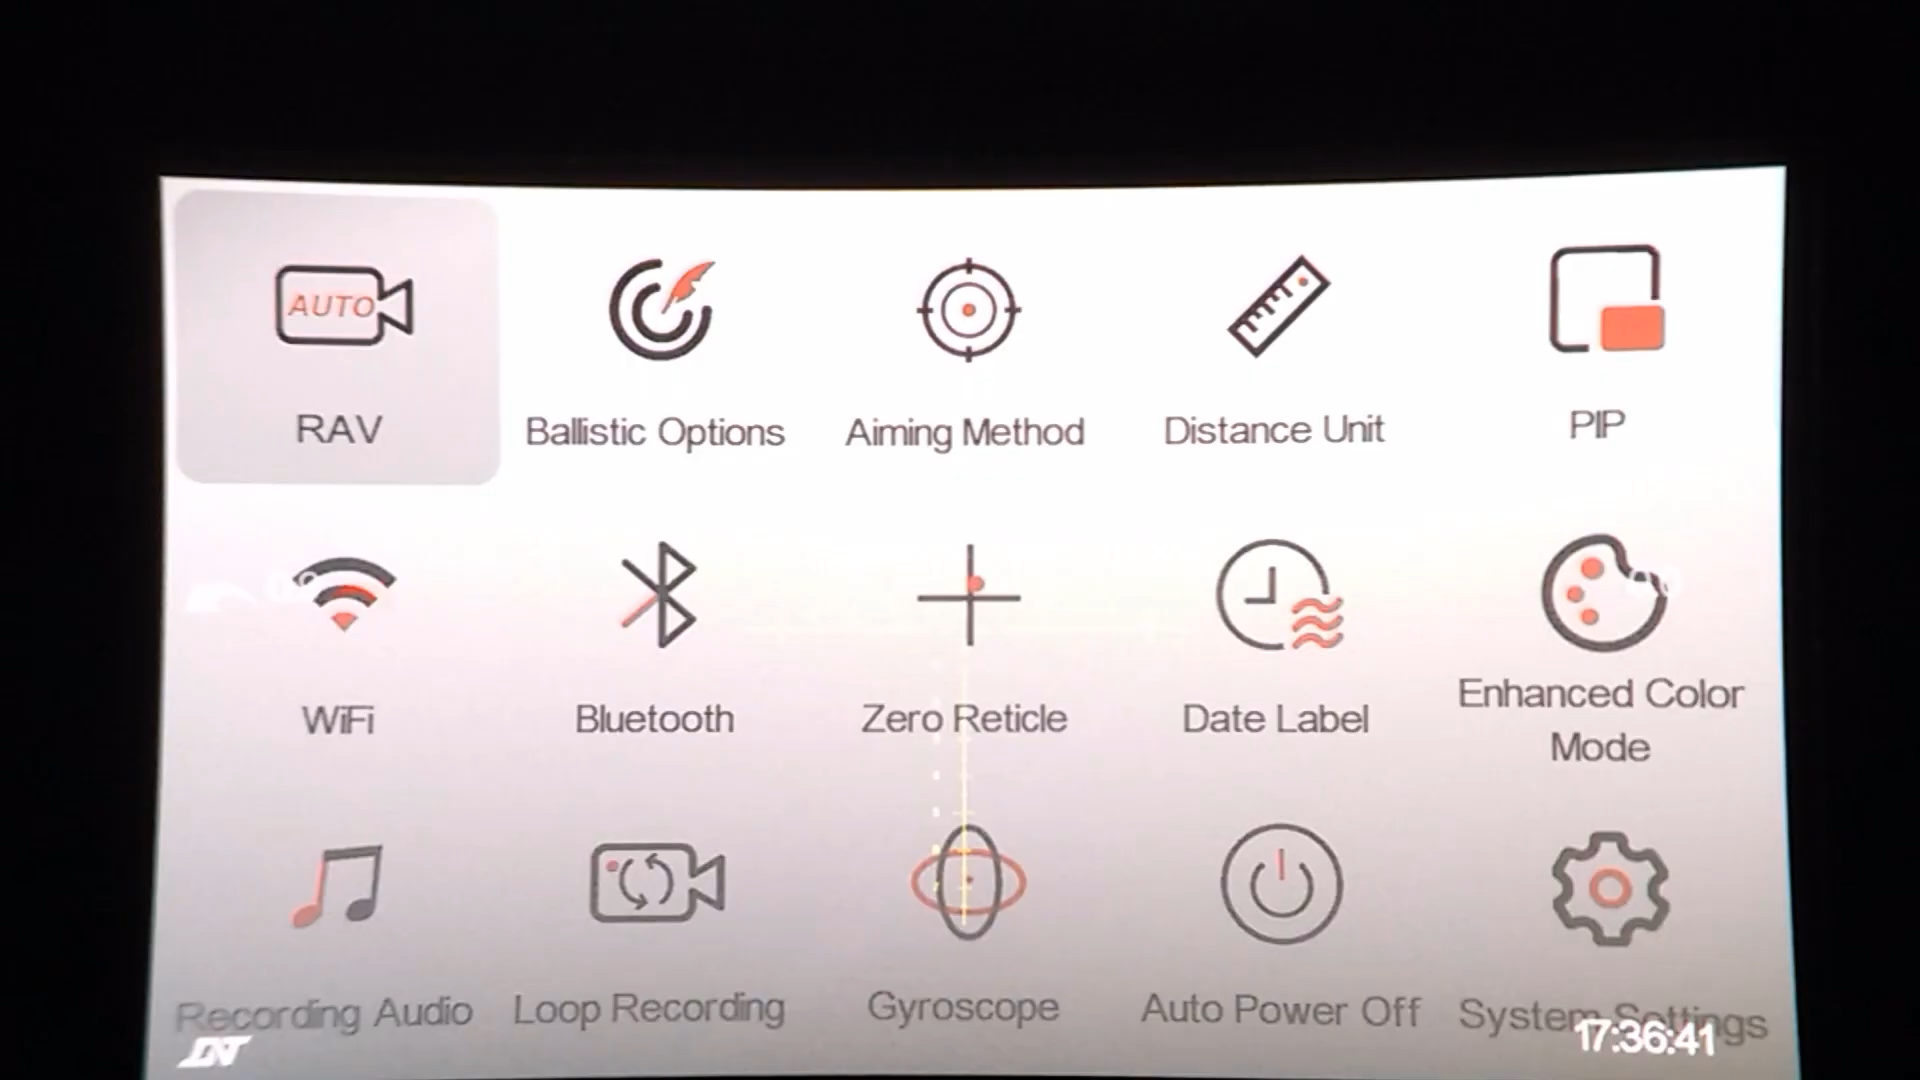 AUTO
RAV
Ballistic Options
Aiming Method
Distance Unit
PIP
WiFi
Bluetooth
Zero Reticle
Date Label
Enhanced Color
Mode
Recording Audio
Loop Recording
Gyroscope
Auto Power Off
System Settings
17:36:41